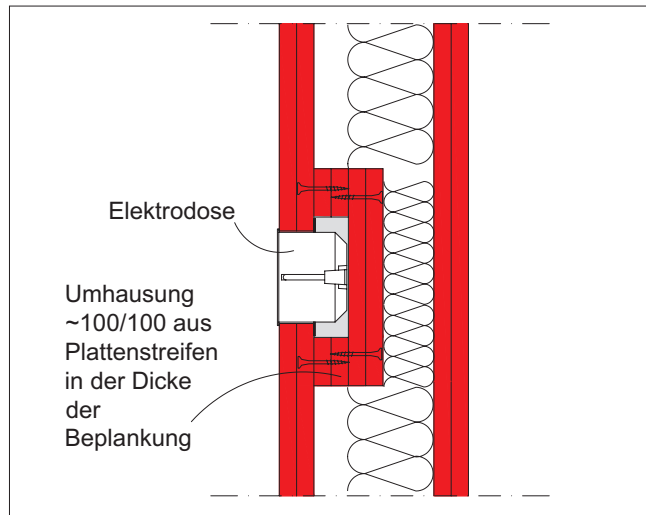 Elektrodose
Umhausung
~100/100 aus
Plattenstreifen
in der Dicke
der
Beplankung